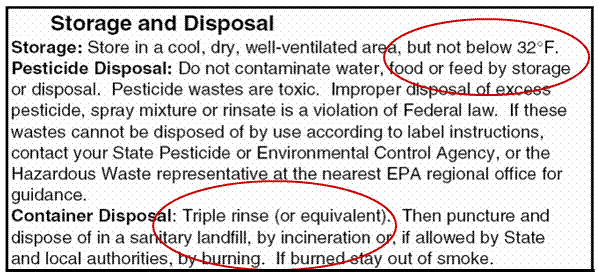 Storage and Disposal
Storage: Store in a cool, dry, well-ventilated area, but not below 32°F.
Pesticide Disposal: Do not contaminate water, food or feed by storage
or disposal. Pesticide wastes are toxic. Improper disposal of excess
pesticide, spray mixture or rinsate is a violation of Federal law. If these
wastes cannot be disposed of by use according to label instructions,
contact your State Pesticide or Environmental Control Agency, or the
Hazardous Waste representative at the nearest EPA regional office for
guidance.
Container Disposal: Triple rinse (or equivalent). Then puncture and
dispose of in a sanitary landfill, by incineration or, if allowed by State
and local authorities, by burning. If burned stay out of smoke.